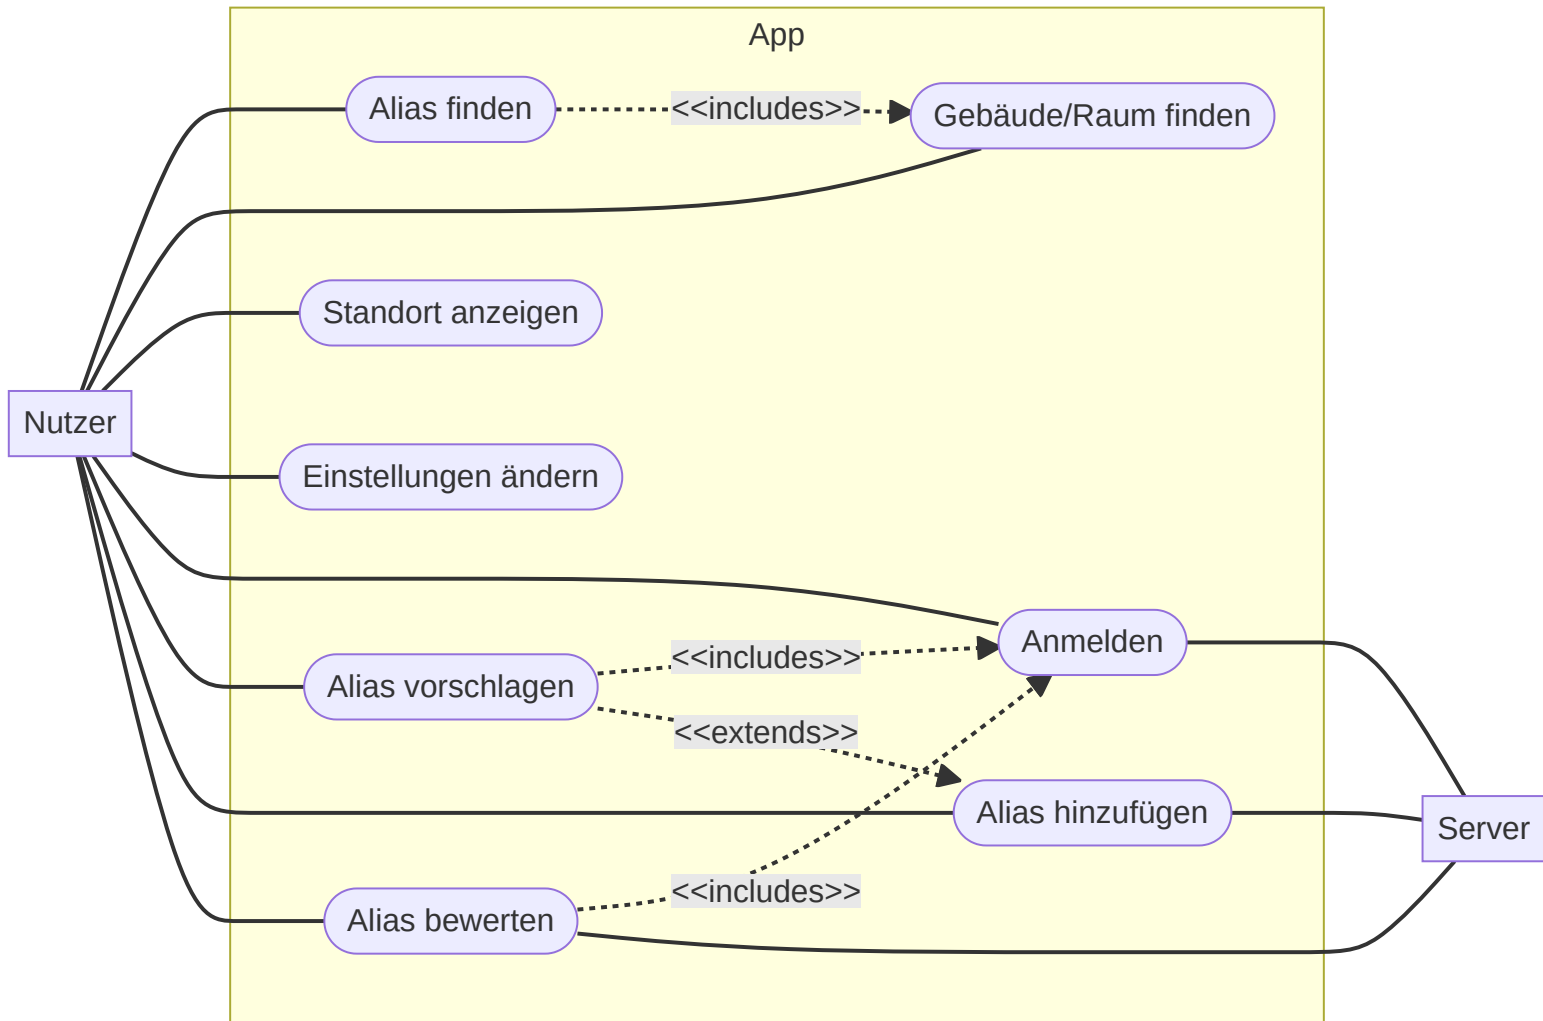 App
Alias finden
<<includes>>
Gebäude/Raum finden
Standort anzeigen
Nutzer
Einstellungen ändern
Anmelden
<<includes>>
Alias vorschlagen
<<extends>>
Alias hinzufügen
Server
<<includes>>
Alias bewerten